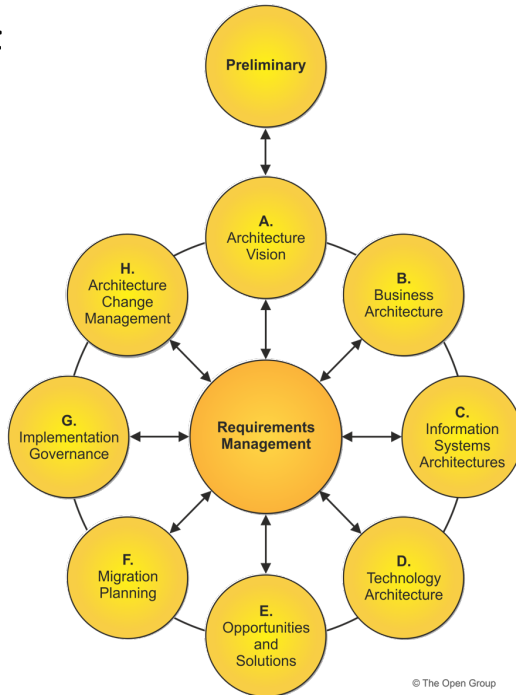 Preliminary
A.
Architecture
Vision
H.
Architecture
Change
Management
B.
Business
Architecture
G.
Implementation
Governance
Requirements
Management
C.
Information
Systems
Architectures
F.
Migration
Planning
D.
Technology
Architecture
E.
Opportunities
and
Solutions
© The Open Group